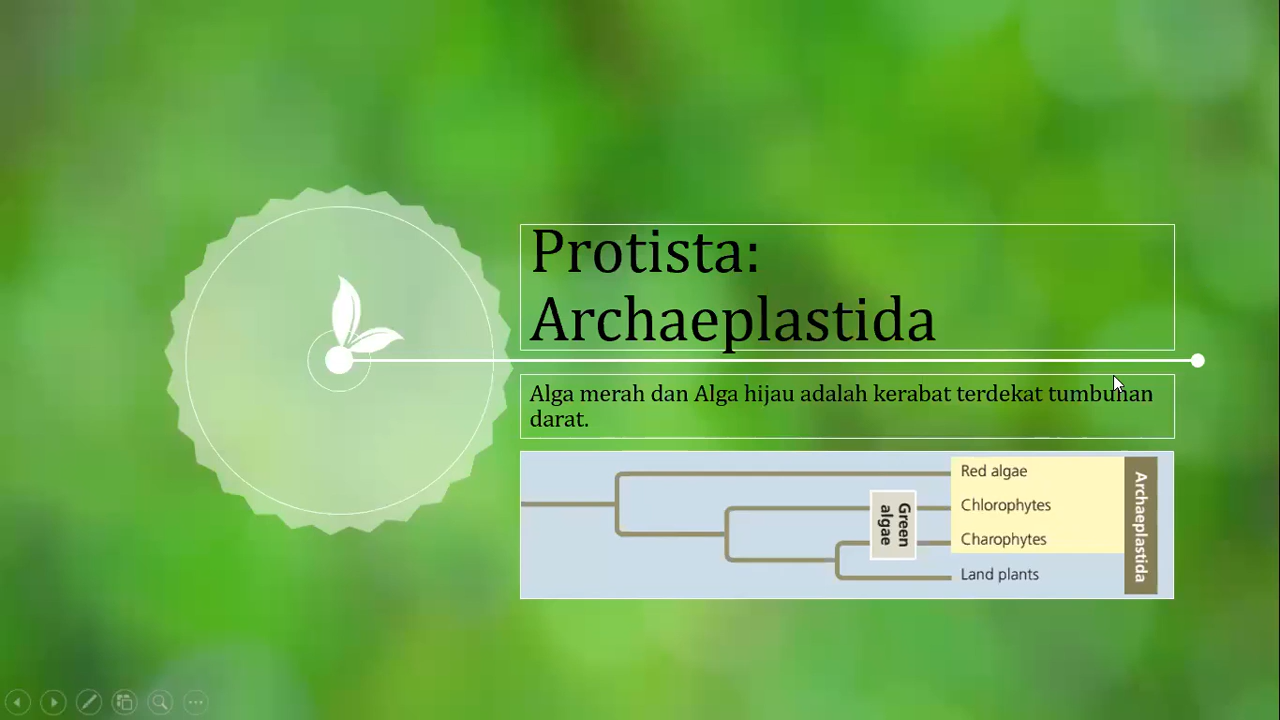 Protista:
Archaeplastida
Alga merah dan Alga hijau adalah kerabat terdekat tumbuhan
darat.
Red algae
Chlorophytes
Charophytes
Land plants
Green
algae
Archaeplastida